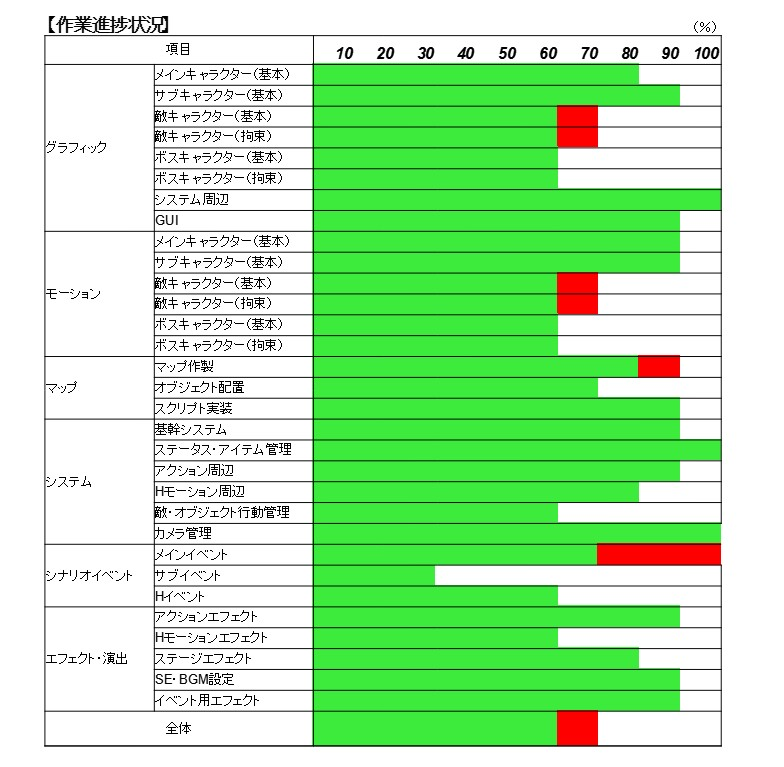 【作業進捗状況】
(%)
項目 10 20 30 40 50 60 70 80 90 100
グラフィック
メインキャラクター(基本)
サブキャラクター(基本)
敵キャラクター(基本)
敵キャラクター(拘束)
ボスキャラクター(基本)
ボスキャラクター(拘束)
システム周辺
GUI
モーション
メインキャラクター(基本)
サブキャラクター(基本)
敵キャラクター(基本)
敵キャラクター(拘束)
ボスキャラクター(基本)
ボスキャラクター(拘束)
マップ
マップ作製
オブジェクト配置
スクリプト実装
システム
基幹システム
ステータス・アイテム管理
アクション周辺
Hモーション周辺
敵・オブジェクト行動管理
カメラ管理
シナリオイベント
メインイベント
サブイベント
Hイベント
エフェクト・演出
アクションエフェクト
Hモーションエフェクト
ステージエフェクト
SE・BGM設定
イベント用エフェクト
全体